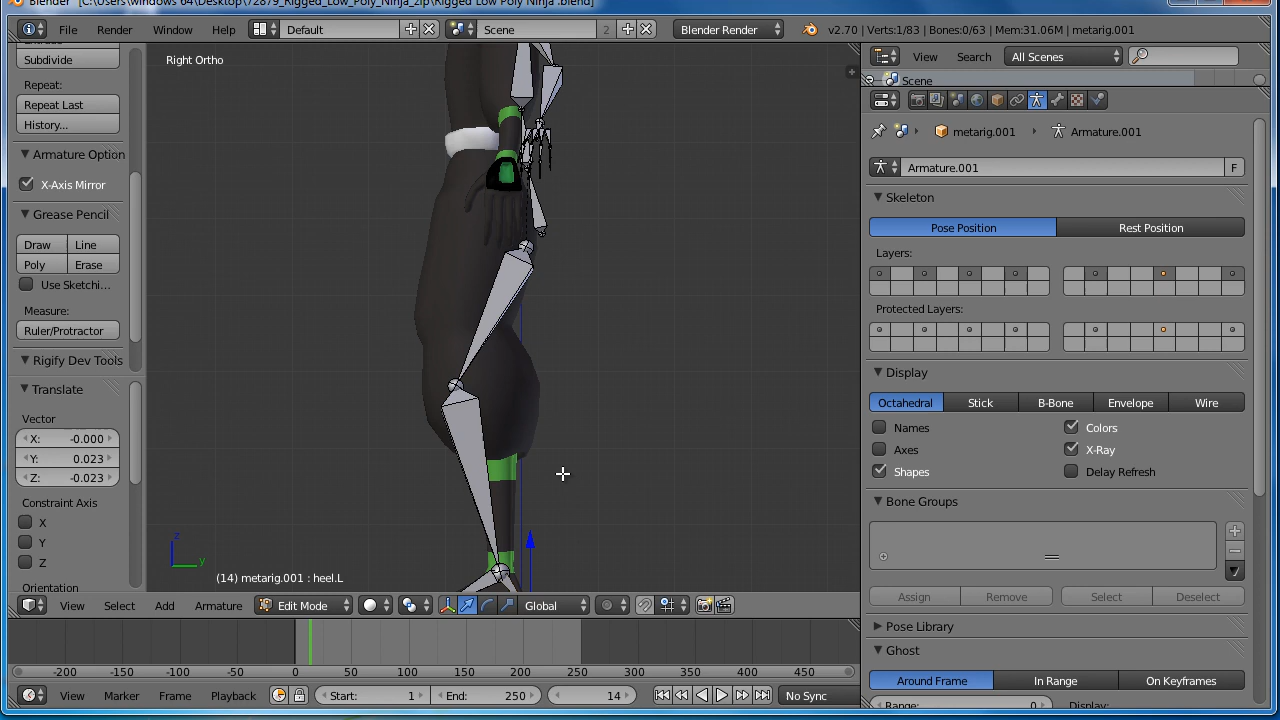 Blender [C:\Users\windows 64\Desktop\72879_Rigged_Low_Poly_Ninja_zip\Rigged Low Poly Ninja .blend]
File Render Window Help Default Scene 2 Blender Render v2.70 | Verts:1/83 | Bones:0/63 | Mem:31.06M | metarig.001
Subdivide
Repeat:
Repeat Last
History...
Armature Option
X-Axis Mirror
Grease Pencil
Draw Line
Poly Erase
Use Sketchi...
Measure:
Ruler/Protractor
Rigify Dev Tools
Translate
Vector
X: -0.000
Y: 0.023
Z: -0.023
Constraint Axis
X
Y
Z
Orientation
Right Ortho
z
y
(14) metarig.001 : heel.L
View Select Add Armature Edit Mode Global
-200 -150 -100 -50 0 50 100 150 200 250 300 350 400 450
View Marker Frame Playback Start: 1 End: 250 14 No Sync
View Search All Scenes
Scene
metarig.001 Armature.001
Armature.001 F
Skeleton
Pose Position Rest Position
Layers:
Protected Layers:
Display
Octahedral Stick B-Bone Envelope Wire
Names Colors
Axes X-Ray
Shapes Delay Refresh
Bone Groups
Assign Remove Select Deselect
Pose Library
Ghost
Around Frame In Range On Keyframes
Range: 0 Display: